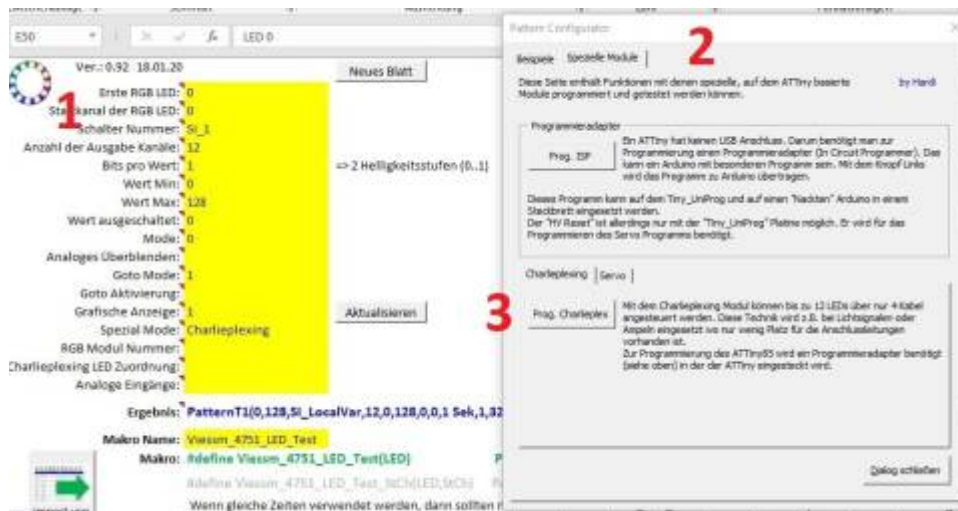 E50 fx LED 0
Ver.: 0.92 18.01.20 Neues Blatt
1
Erste RGB LED: 0
Startkanal der RGB LED: 0
Schalter Nummer: SI_1
Anzahl der Ausgabe Kanäle: 12
Bits pro Wert: 1 => 2 Helligkeitsstufen (0..1)
Wert Min: 0
Wert Max: 128
Wert ausgeschaltet: 0
Mode: 0
Analoges Überblenden:
Goto Mode: 1
Goto Aktivierung:
Grafische Anzeige: 1 Aktualisieren
Spezial Mode: Charlieplexing
RGB Modul Nummer:
Charlieplexing LED Zuordnung:
Analoge Eingänge:
Ergebnis: PatternT1(0,128,SI_LocalVar,12,0,128,0,0,1 Sek,1,32
Makro Name: Viessm_4751_LED_Test
Makro: #define Viessm_4751_LED_Test(LED) P
#define Viessm_4751_LED_Test_StCh(LED,StCh)
Wenn gleiche Zeiten verwendet werden, dann sollten
Pattern Configurator
2
Beispiele Spezielle Module
Diese Seite enthält Funktionen mit denen spezielle, auf dem ATTiny basierte by Hardi
Module programmiert und getestet werden können.
Programmieradapter
Prog. ISP
Ein ATTiny hat keinen USB Anschluss. Darum benötigt man zur
Programmierung einen Programmieradapter (In Circuit Programmer). Das
kann ein Arduino mit besonderen Programm sein. Mit dem Knopf Links
wird das Programm zu Arduino übertragen.
Dieses Programm kann auf dem Tiny_UniProg und auf einen "Nackten" Arduino in einem
Steckbrett eingesetzt werden.
Der "HV Reset" ist allerdings nur mit der "Tiny_UniProg" Platine möglich. Er wird für das
Programmieren des Servo Programms benötigt.
Charlieplexing Servo
3
Prog. Charlieplex
Mit dem Charlieplexing Modul können bis zu 12 LEDs über nur 4 Kabel
angesteuert werden. Diese Technik wird z.B. bei Lichtsignalen oder
Ampeln eingesetzt wo nur wenig Platz für die Anschlussleitungen
vorhanden ist.
Zur Programmierung des ATTiny85 wird ein Programmieradapter benötigt
(siehe oben) in der der ATTiny eingesteckt wird.
Dialog schließen